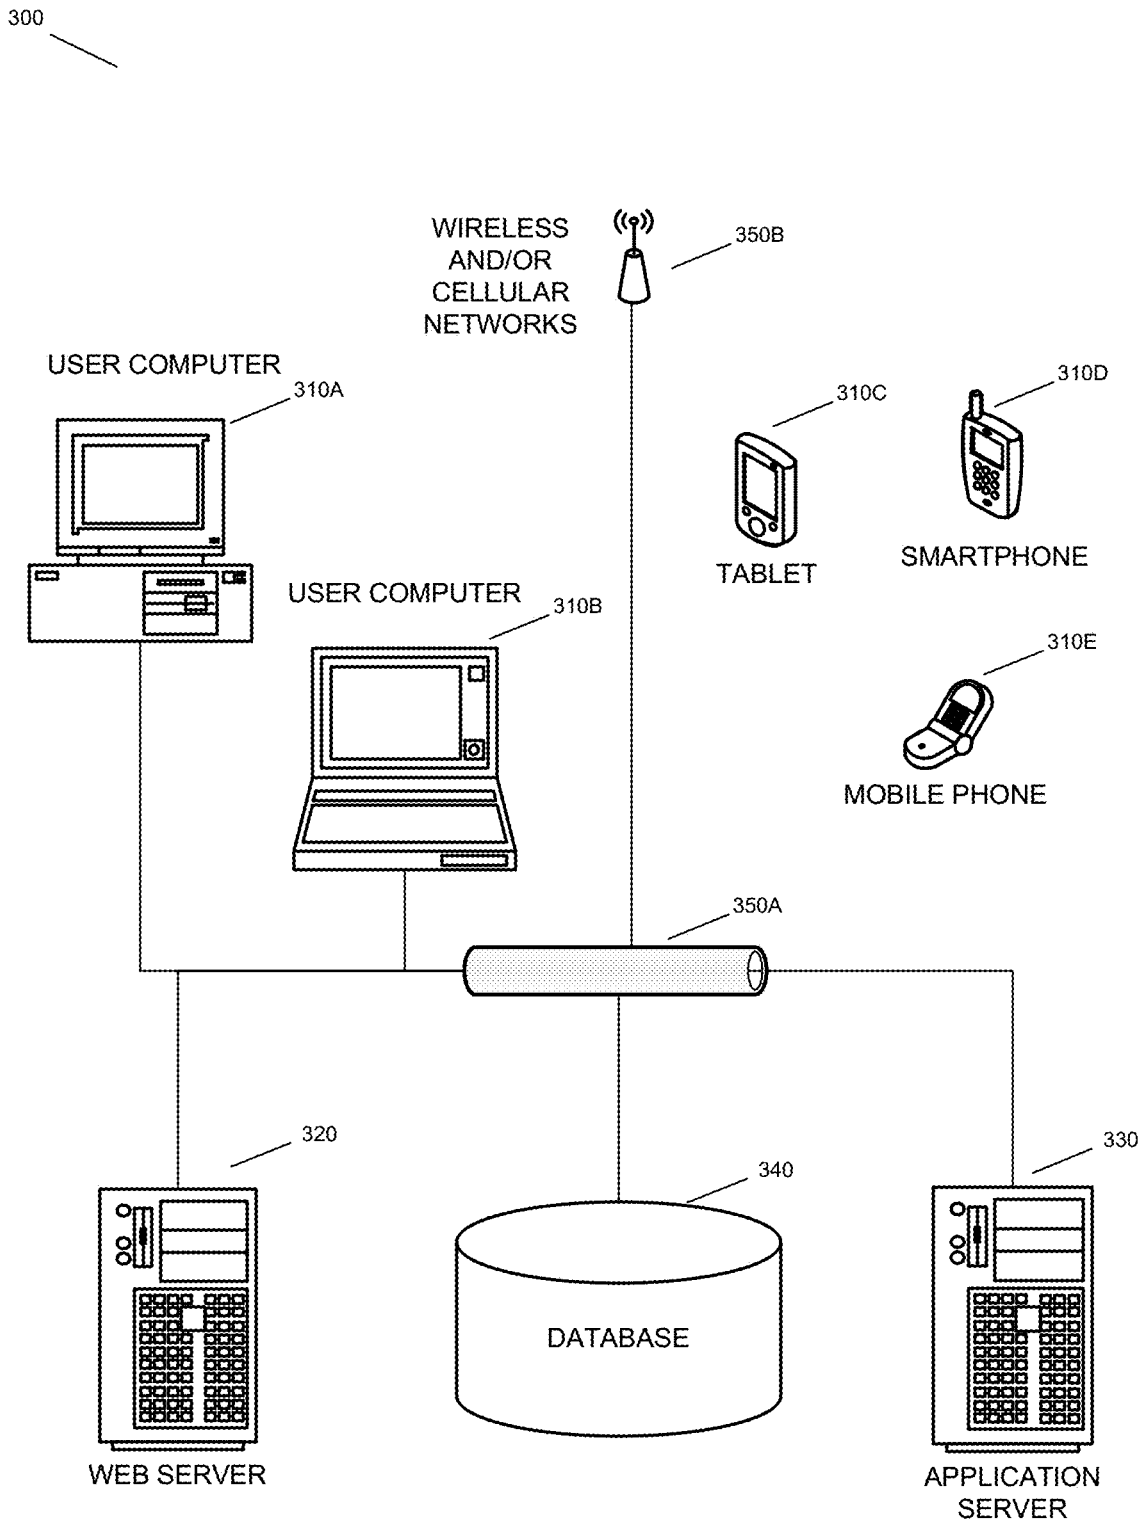 300
WIRELESS
AND/OR
CELLULAR
NETWORKS
350B
USER COMPUTER
310A
310C
310D
TABLET
SMARTPHONE
USER COMPUTER
310B
310E
MOBILE PHONE
350A
320
340
330
DATABASE
WEB SERVER
APPLICATION
SERVER